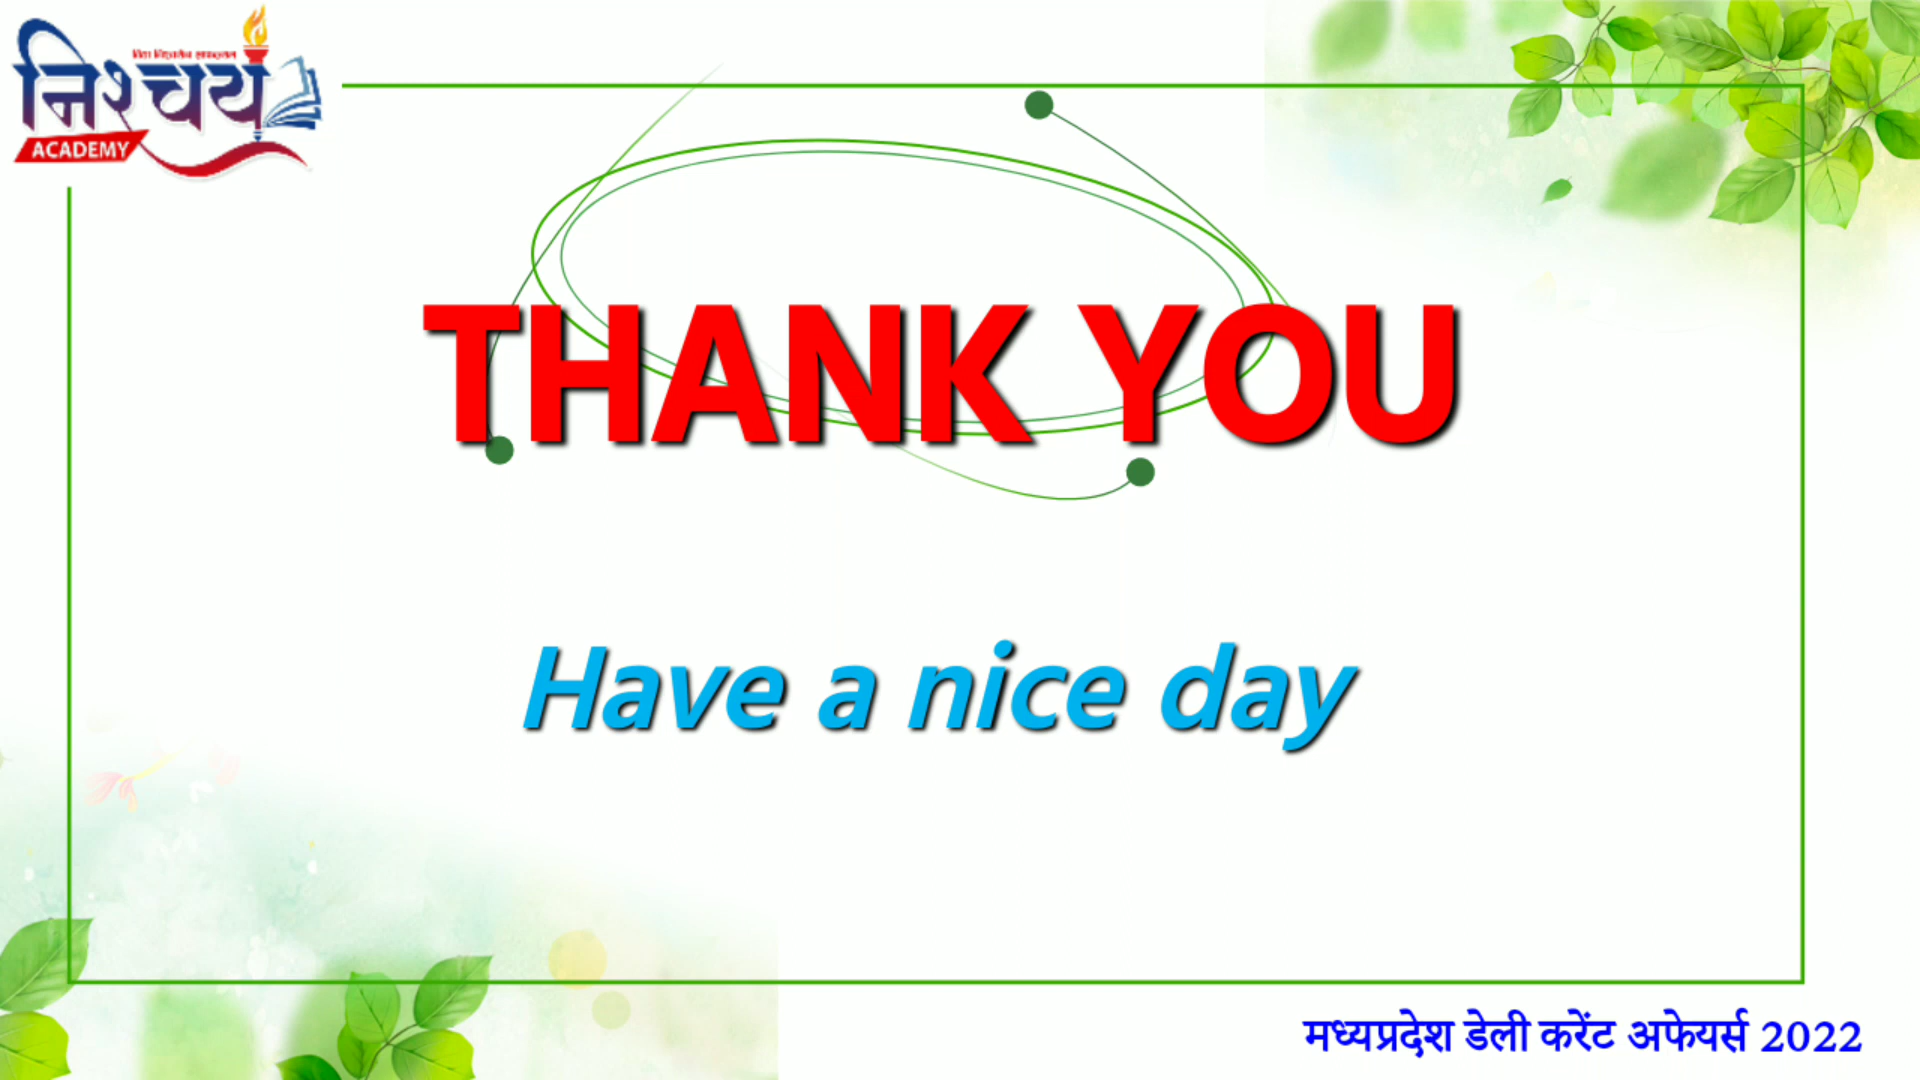 निश्चय
ACADEMY
THANK YOU
Have a nice day
मध्यप्रदेश डेली करेंट अफेयर्स 2022